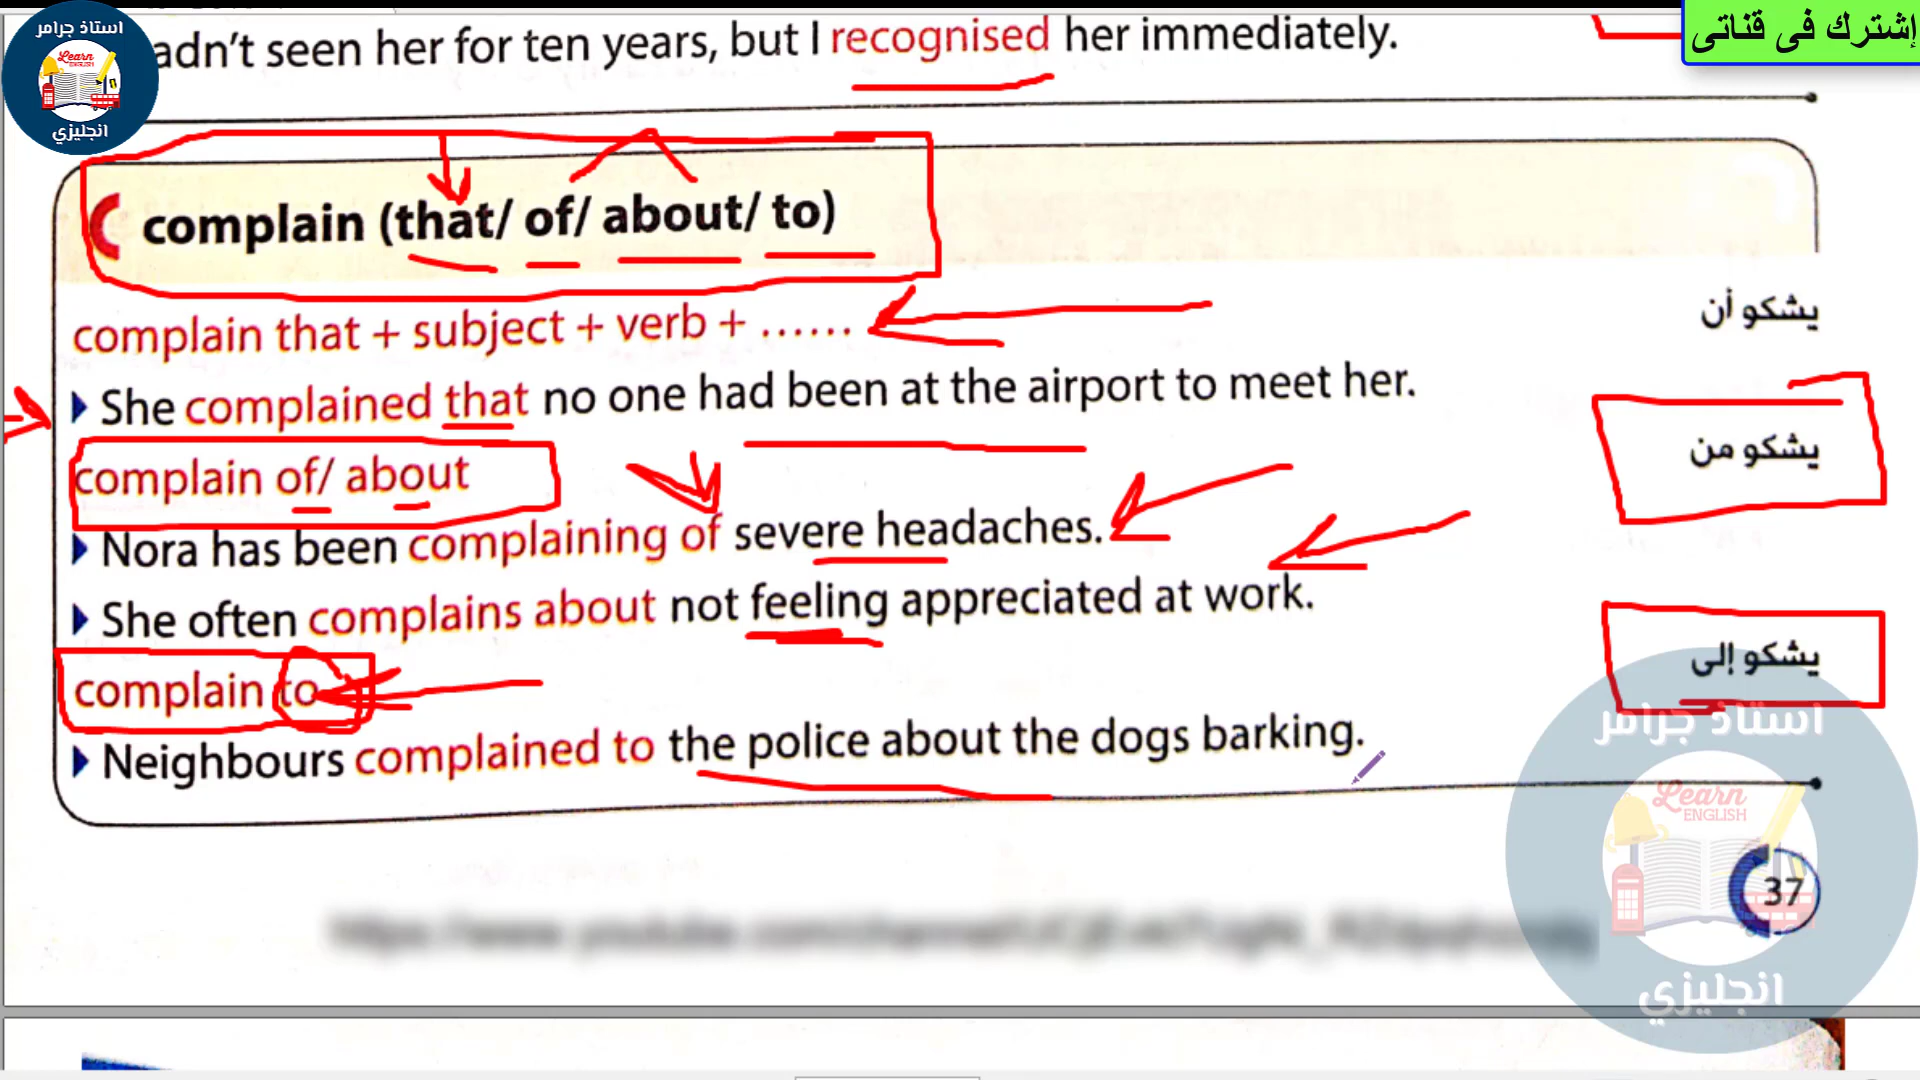 استاذ جرامر
Learn
ENGLISH
انجليزي
إشترك فى قناتى
adn't seen her for ten years, but I recognised her immediately.
complain (that/ of/ about/ to)
complain that + subject + verb + ......
يشكو أن
She complained that no one had been at the airport to meet her.
complain of/ about
يشكو من
Nora has been complaining of severe headaches.
She often complains about not feeling appreciated at work.
complain to
يشكو إلى
Neighbours complained to the police about the dogs barking.
استاذ جرامر
Learn
ENGLISH
37
انجليزي